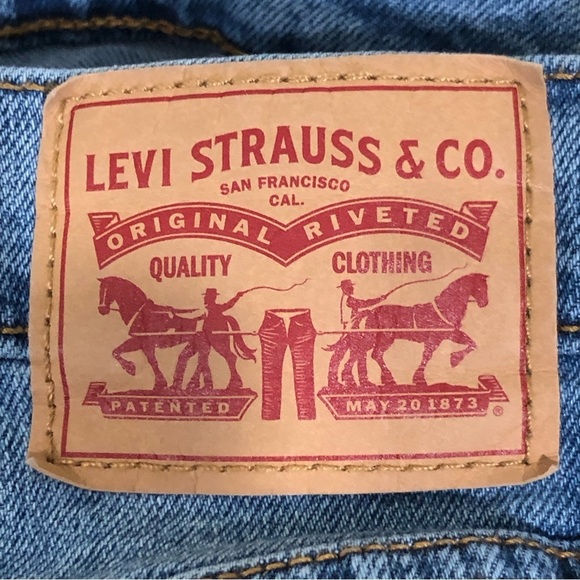 LEVI STRAUSS & CO.
SAN FRANCISCO
CAL.
ORIGINAL RIVETED
QUALITY CLOTHING
PATENTED MAY 20 1873 ®